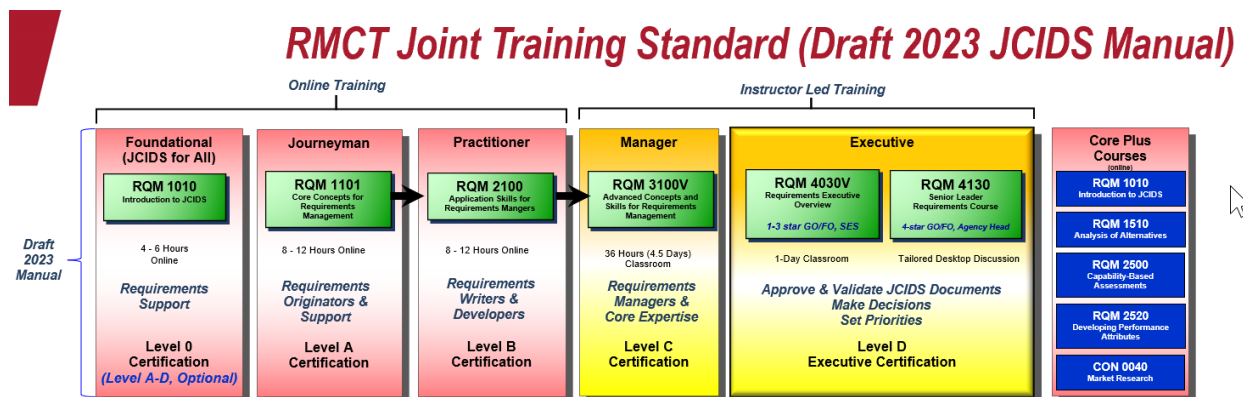 RMCT Joint Training Standard (Draft 2023 JCIDS Manual)
Online Training
Instructor Led Training
Draft
2023
Manual
Foundational
(JCIDS for All)
RQM 1010
Introduction to JCIDS
4 - 6 Hours
Online
Requirements
Support
Level 0
Certification
(Level A-D, Optional)
Journeyman
RQM 1101
Core Concepts for
Requirements
Management
8 - 12 Hours Online
Requirements
Originators &
Support
Level A
Certification
Practitioner
RQM 2100
Application Skills for
Requirements Mangers
8 - 12 Hours Online
Requirements
Writers &
Developers
Level B
Certification
Manager
RQM 3100V
Advanced Concepts and
Skills for Requirements
Management
36 Hours (4.5 Days)
Classroom
Requirements
Managers &
Core Expertise
Level C
Certification
Executive
RQM 4030V
Requirements Executive
Overview
1-3 star GO/FO, SES
1-Day Classroom
RQM 4130
Senior Leader
Requirements Course
4-star GO/FO, Agency Head
Tailored Desktop Discussion
Approve & Validate JCIDS Documents
Make Decisions
Set Priorities
Level D
Executive Certification
Core Plus
Courses
(online)
RQM 1010
Introduction to JCIDS
RQM 1510
Analysis of Alternatives
RQM 2500
Capability-Based
Assessments
RQM 2520
Developing Performance
Attributes
CON 0040
Market Research